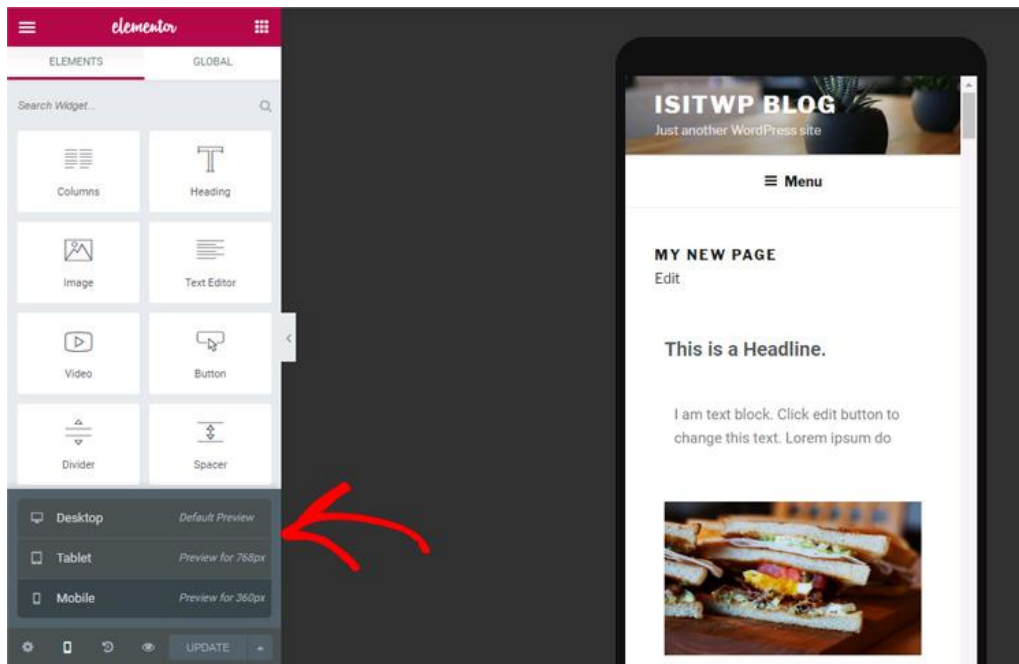 elementor
ELEMENTS GLOBAL
Search Widget...
Columns Heading
Image Text Editor
Video Button
Divider Spacer
Desktop Default Preview
Tablet Preview for 768px
Mobile Preview for 360px
UPDATE
ISITWP BLOG
Just another WordPress site
Menu
MY NEW PAGE
Edit
This is a Headline.
I am text block. Click edit button to
change this text. Lorem ipsum do